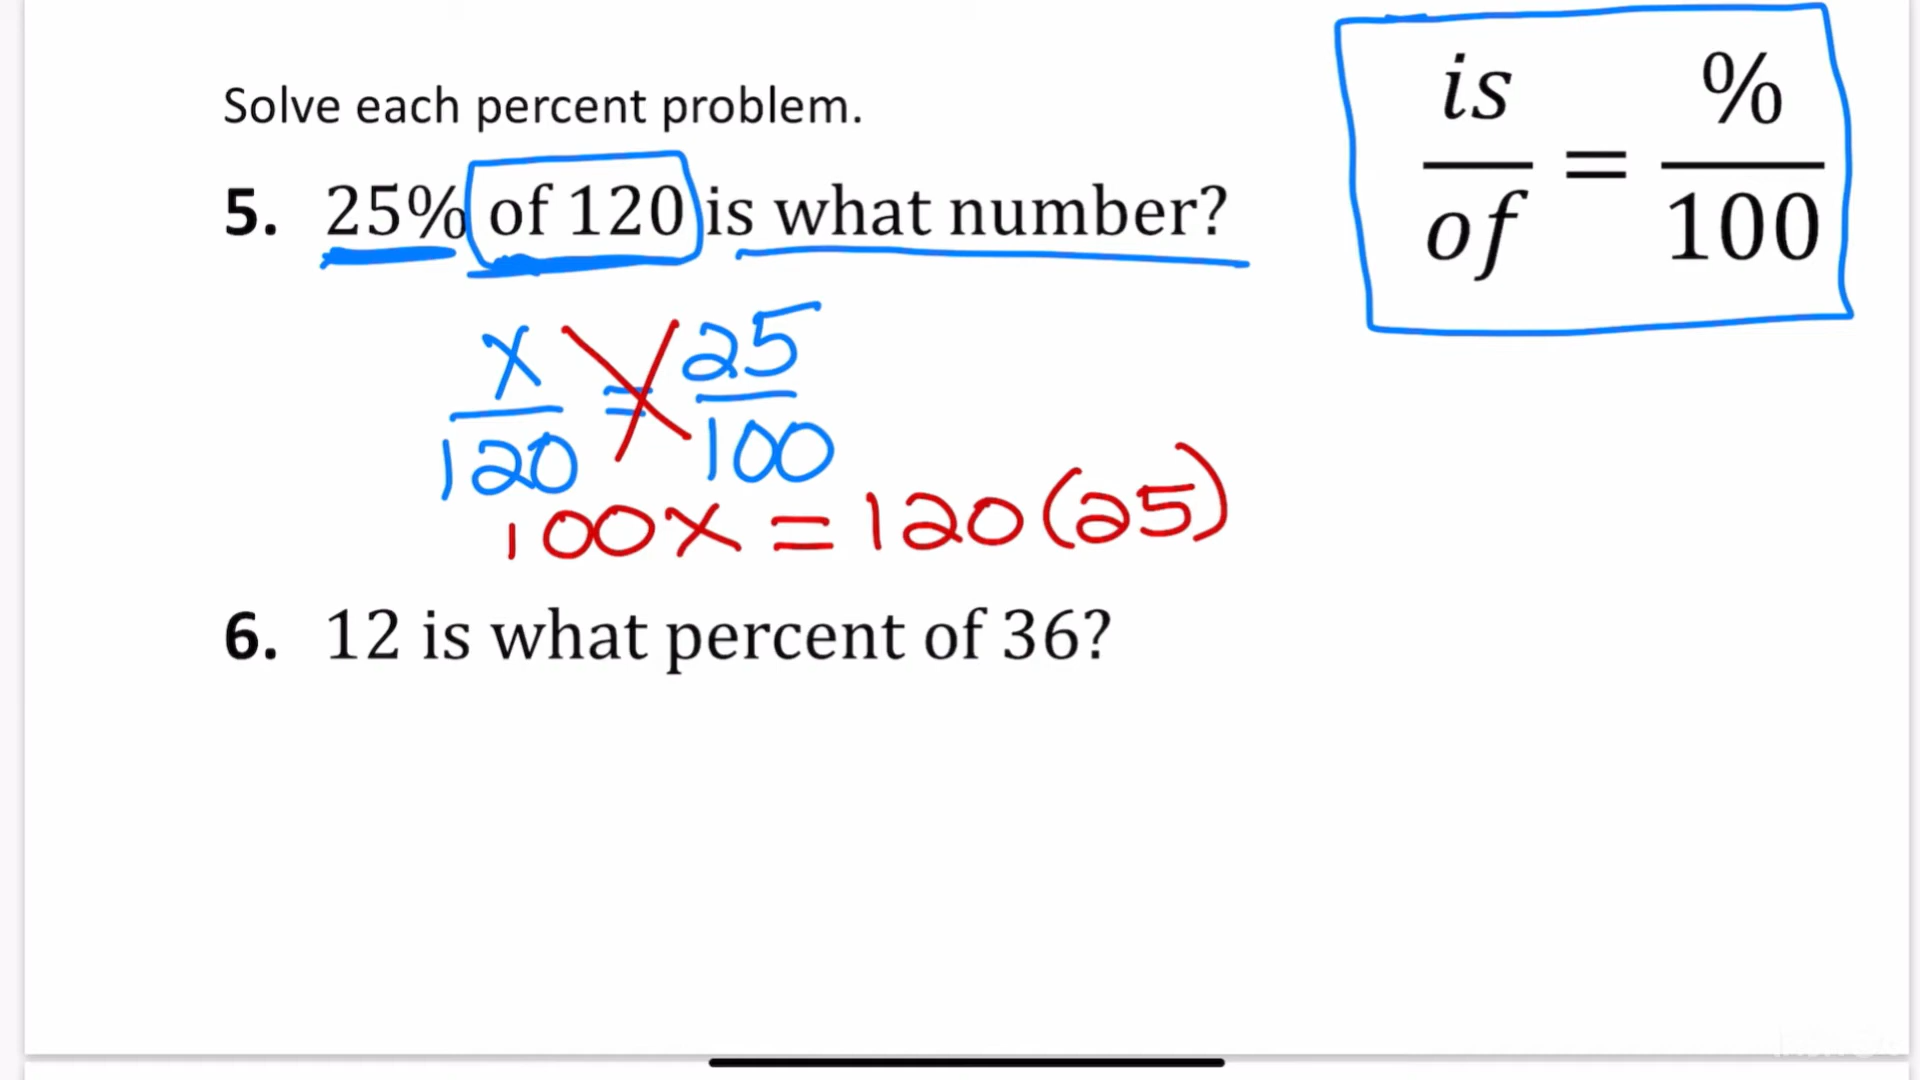 Solve each percent problem.
is
of
=
%
100
5. 25% of 120 is what number?
x
120
=
25
100
100x = 120(25)
6. 12 is what percent of 36?